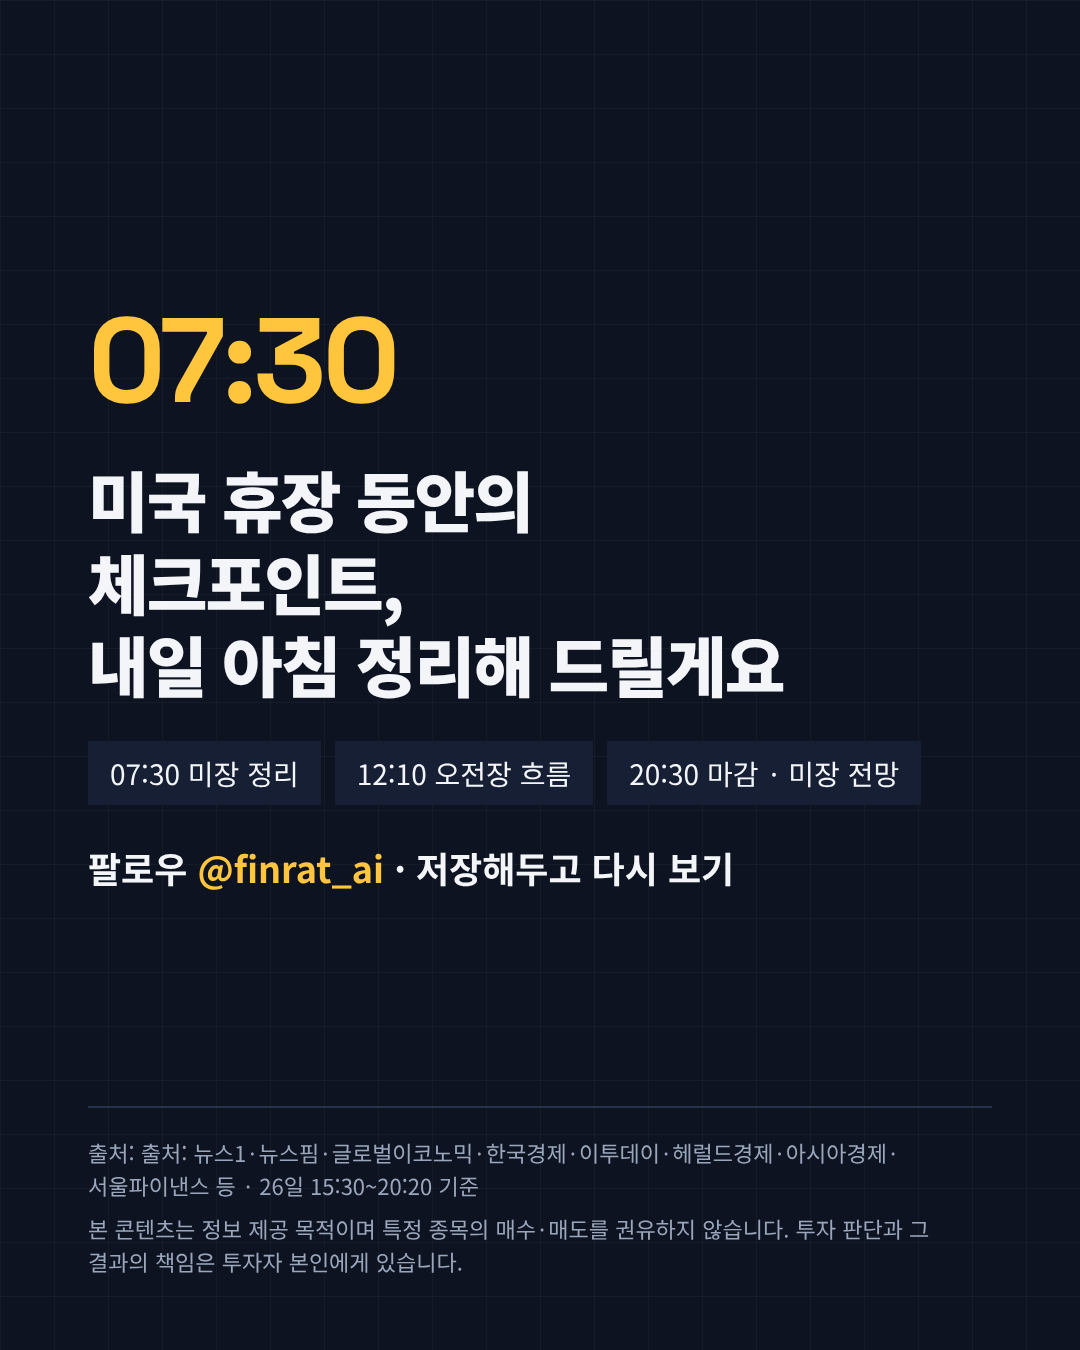 07:30
미국 휴장 동안의
체크포인트,
내일 아침 정리해 드릴게요
07:30 미장 정리 12:10 오전장 흐름 20:30 마감 · 미장 전망
팔로우 @finrat_ai · 저장해두고 다시 보기
출처: 출처: 뉴스1·뉴스핌·글로벌이코노믹·한국경제·이투데이·헤럴드경제·아시아경제·
서울파이낸스 등 · 26일 15:30~20:20 기준
본 콘텐츠는 정보 제공 목적이며 특정 종목의 매수·매도를 권유하지 않습니다. 투자 판단과 그
결과의 책임은 투자자 본인에게 있습니다.